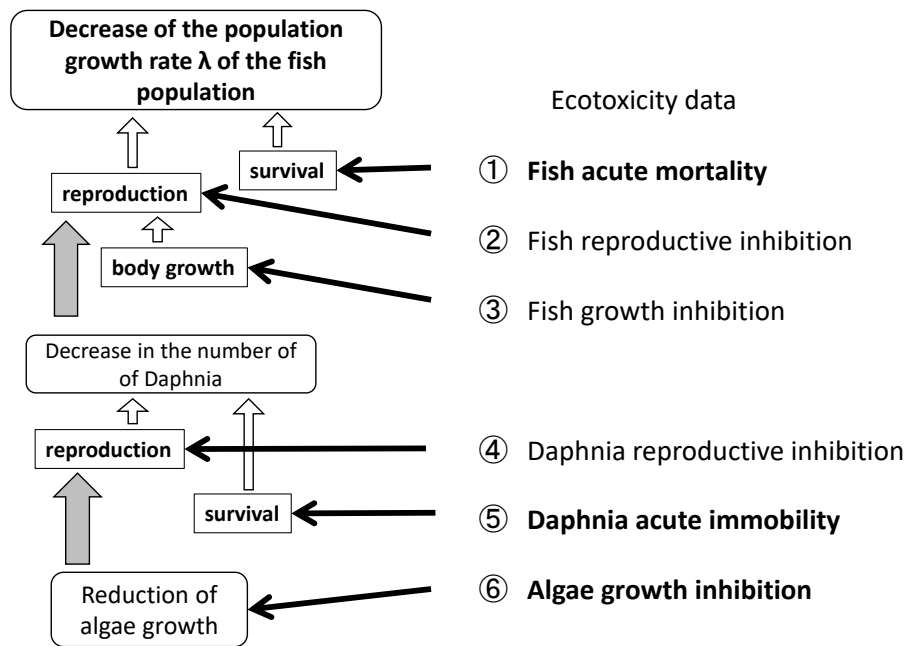 Decrease of the population
growth rate λ of the fish
population
Ecotoxicity data
survival
① Fish acute mortality
reproduction
② Fish reproductive inhibition
body growth
③ Fish growth inhibition
Decrease in the number of
of Daphnia
reproduction
④ Daphnia reproductive inhibition
survival
⑤ Daphnia acute immobility
Reduction of
algae growth
⑥ Algae growth inhibition